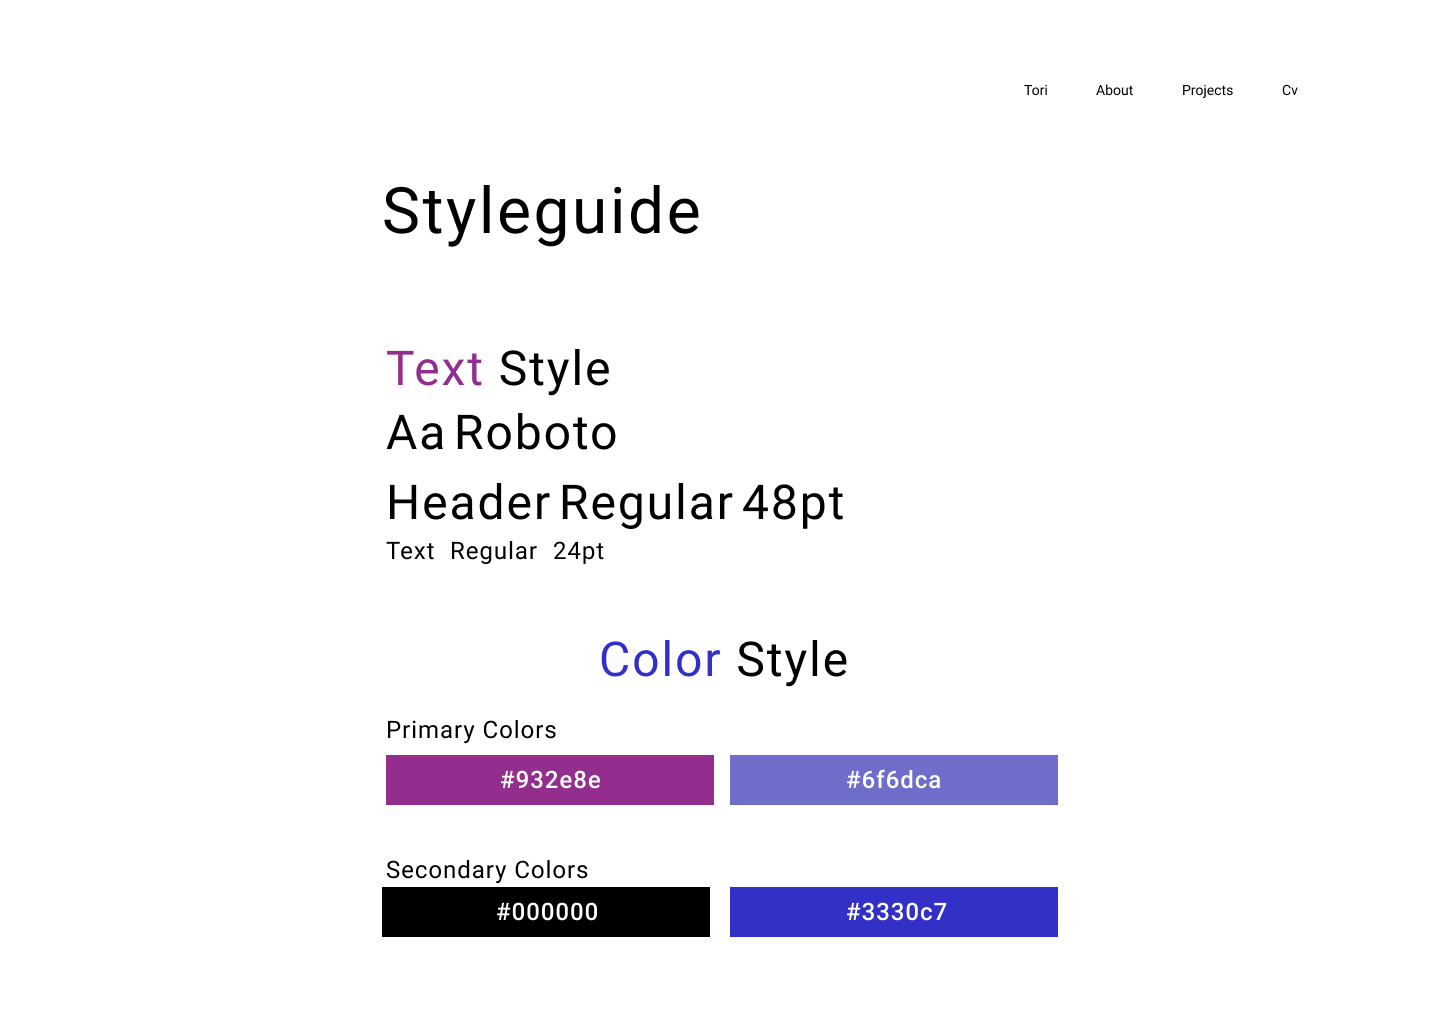 Tori About Projects Cv
Styleguide
Text Style
Aa Roboto
Header Regular 48pt
Text Regular 24pt
Color Style
Primary Colors
#932e8e #6f6dca
Secondary Colors
#000000 #3330c7